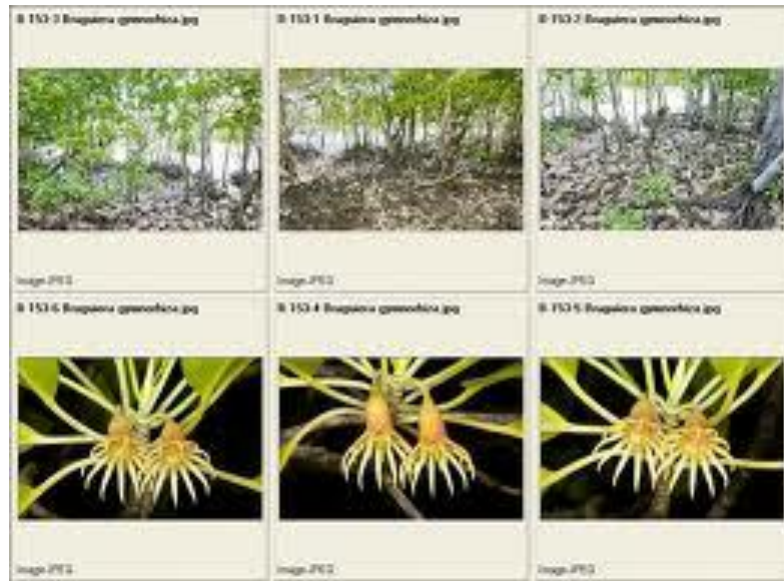 B 153-3 Bruguiera gymnorhiza.jpg
B 153-1 Bruguiera gymnorhiza.jpg
B 153-2 Bruguiera gymnorhiza.jpg
Image JPEG
Image JPEG
Image JPEG
B 153-6 Bruguiera gymnorhiza.jpg
B 153-4 Bruguiera gymnorhiza.jpg
B 153-5 Bruguiera gymnorhiza.jpg
Image JPEG
Image JPEG
Image JPEG